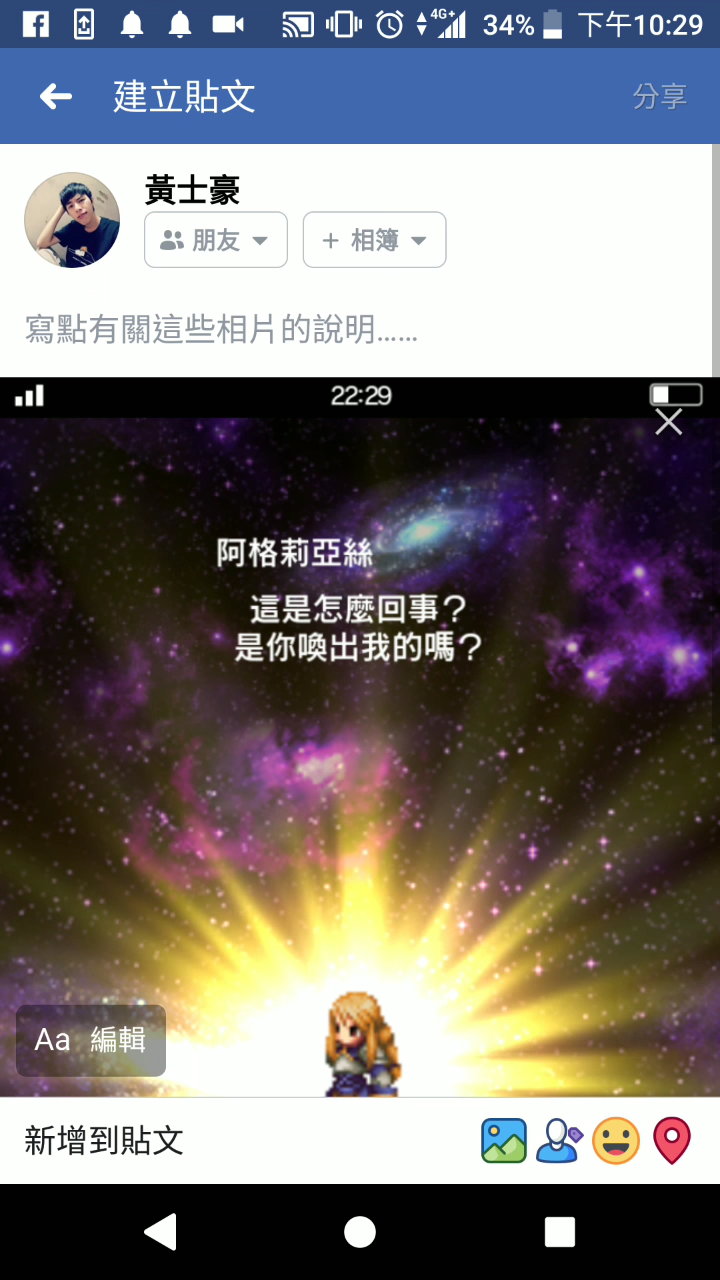 4G+ 34% 下午10:29
建立貼文 分享
黃士豪
朋友 + 相簿
寫點有關這些相片的說明......
22:29
阿格莉亞絲
這是怎麼回事？
是你喚出我的嗎？
Aa 編輯
新增到貼文